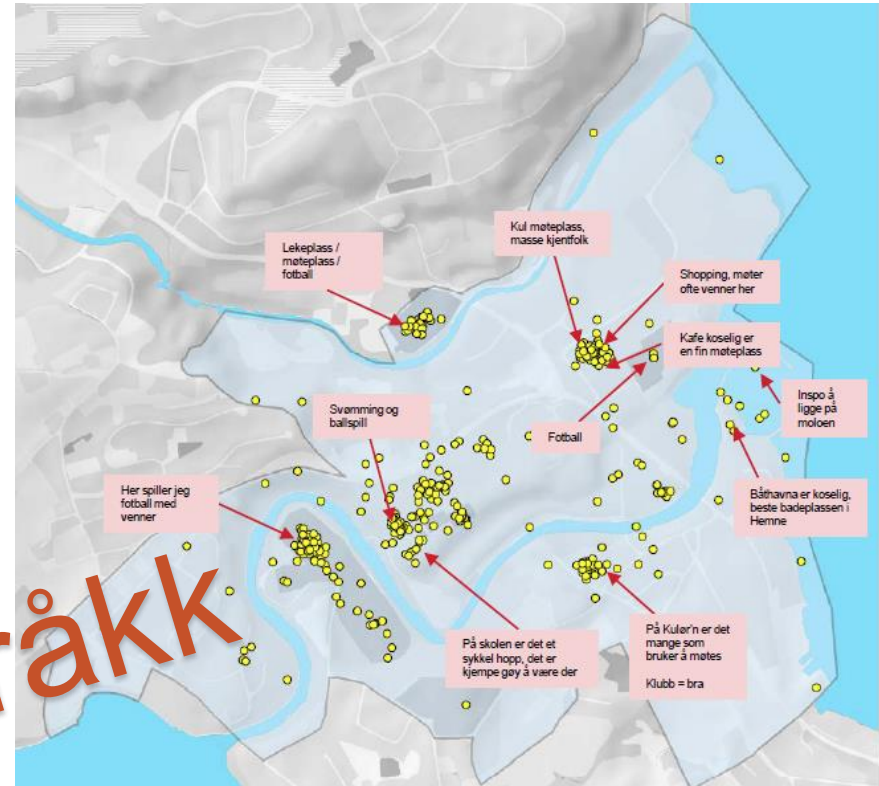 Kul møteplass,
masse kjentfolk
Lekeplass /
møteplass /
fotball
Shopping, møter
ofte venner her
Kafe koselig er
en fin møteplass
Inspo å
ligge på
moloen
Svømming og
ballspill
Fotball
Her spiller jeg
fotball med
venner
Båthavna er koselig,
beste badeplassen i
Hemne
På skolen er det et
sykkel hopp, det er
kjempe gøy å være der
På Kulør'n er det
mange som
bruker å møtes
Klubb = bra
råkk